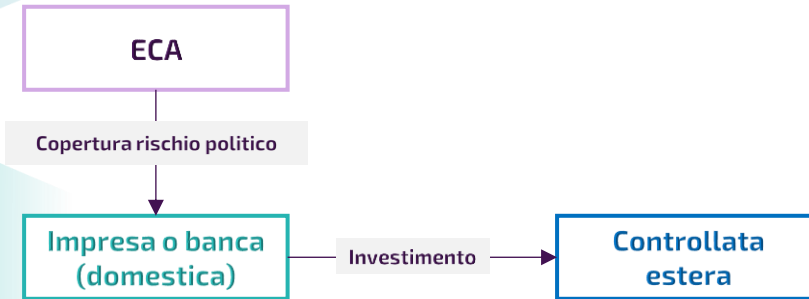 ECA
Copertura rischio politico
Impresa o banca
(domestica)
Investimento
Controllata
estera